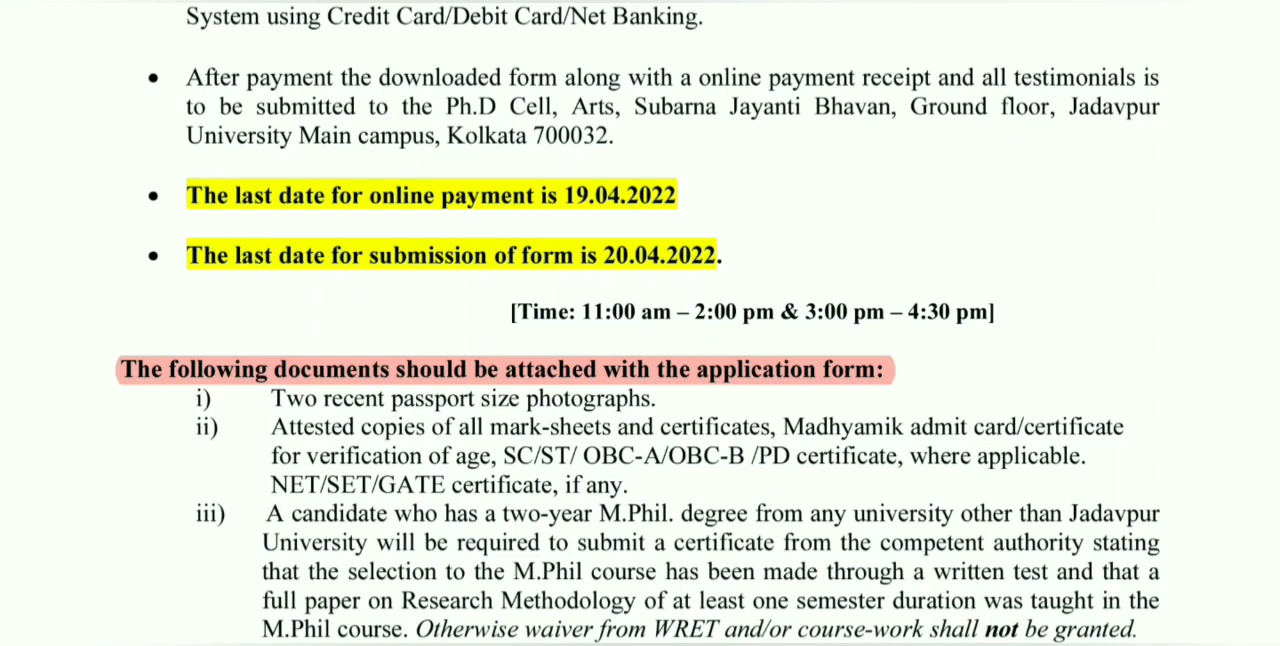 System using Credit Card/Debit Card/Net Banking.
• After payment the downloaded form along with a online payment receipt and all testimonials is
to be submitted to the Ph.D Cell, Arts, Subarna Jayanti Bhavan, Ground floor, Jadavpur
University Main campus, Kolkata 700032.
• The last date for online payment is 19.04.2022
• The last date for submission of form is 20.04.2022.
[Time: 11:00 am – 2:00 pm & 3:00 pm – 4:30 pm]
The following documents should be attached with the application form:
i) Two recent passport size photographs.
ii) Attested copies of all mark-sheets and certificates, Madhyamik admit card/certificate
for verification of age, SC/ST/ OBC-A/OBC-B /PD certificate, where applicable.
NET/SET/GATE certificate, if any.
iii) A candidate who has a two-year M.Phil. degree from any university other than Jadavpur
University will be required to submit a certificate from the competent authority stating
that the selection to the M.Phil course has been made through a written test and that a
full paper on Research Methodology of at least one semester duration was taught in the
M.Phil course. Otherwise waiver from WRET and/or course-work shall not be granted.